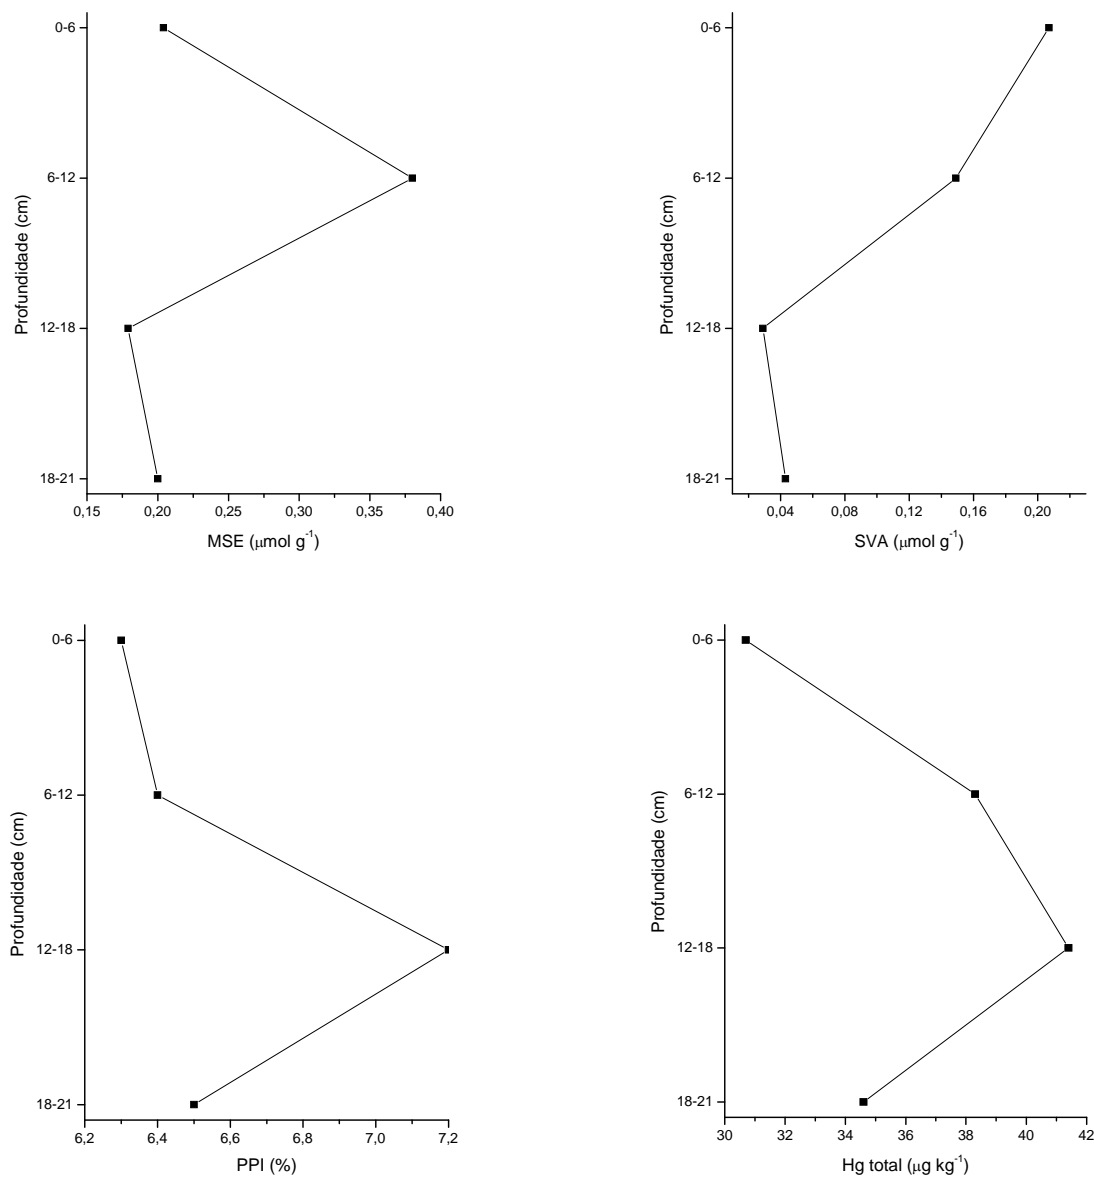 0-6
6-12
12-18
18-21
Profundidade (cm)
0,15 0,20 0,25 0,30 0,35 0,40
MSE (μmol g⁻¹)
0-6
6-12
12-18
18-21
Profundidade (cm)
0,04 0,08 0,12 0,16 0,20
SVA (μmol g⁻¹)
0-6
6-12
12-18
18-21
Profundidade (cm)
6,2 6,4 6,6 6,8 7,0 7,2
PPI (%)
0-6
6-12
12-18
18-21
Profundidade (cm)
30 32 34 36 38 40 42
Hg total (μg kg⁻¹)